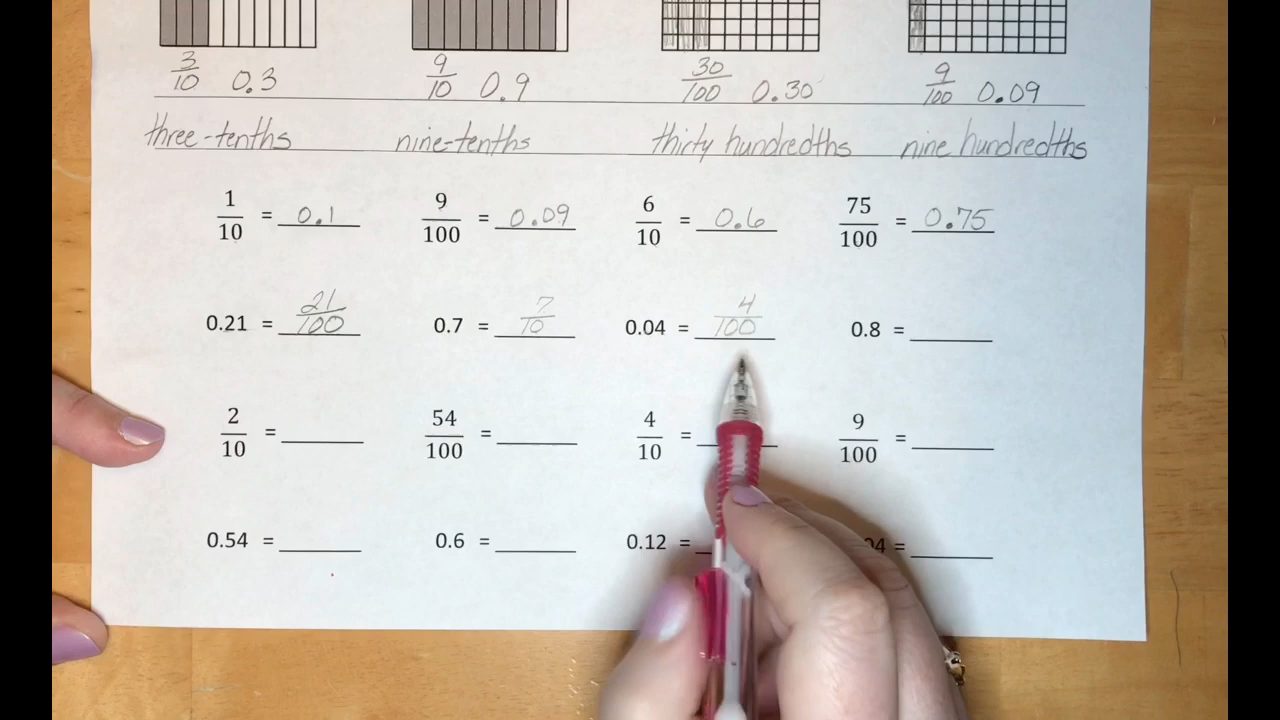 3/10 0.3 9/10 0.9 30/100 0.30 9/100 0.09
three-tenths nine-tenths thirty hundredths nine hundredths
1/10 = 0.1 9/100 = 0.09 6/10 = 0.6 75/100 = 0.75
0.21 = 21/100 0.7 = 7/10 0.04 = 4/100 0.8 =
2/10 = 54/100 = 4/10 = 9/100 =
0.54 = 0.6 = 0.12 = 04 =